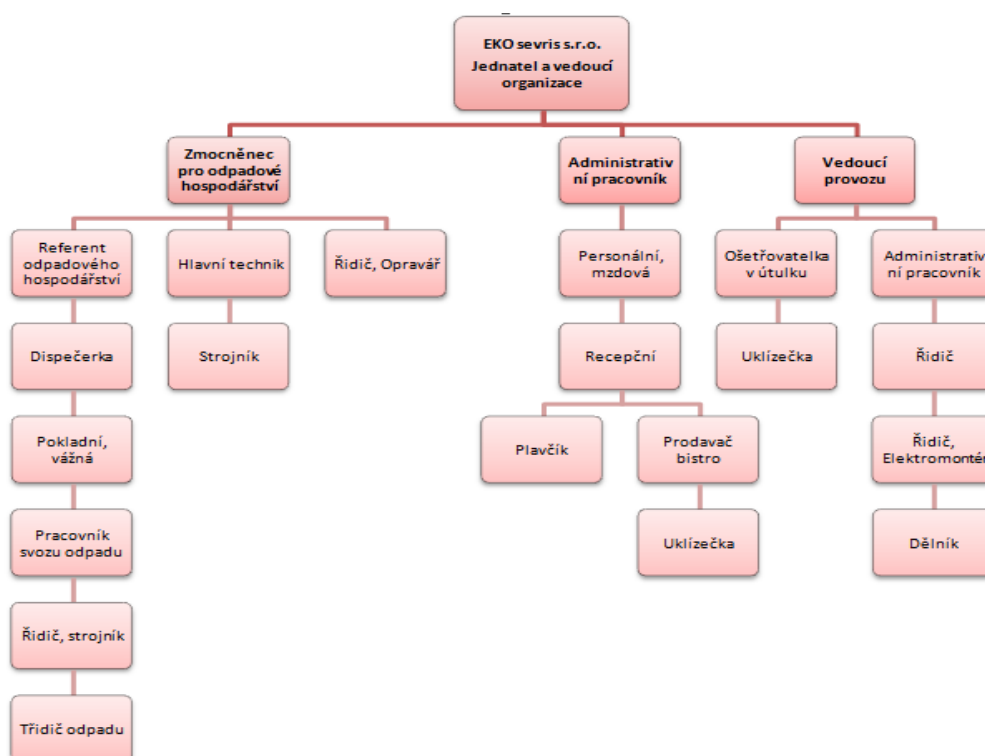 EKO sevris s.r.o.
Jednatel a vedoucí
organizace
Zmocněnec
pro odpadové
hospodářství
Administrativ
ní pracovník
Vedoucí
provozu
Referent
odpadového
hospodářství
Hlavní technik
Řidič, Opravář
Personální,
mzdová
Ošetřovatelka
v útulku
Administrativ
ní pracovník
Dispečerka
Strojník
Recepční
Uklízečka
Řidič
Pokladní,
vážná
Plavčík
Prodavač
bistro
Řidič,
Elektromontér
Pracovník
svozu odpadu
Uklízečka
Dělník
Řidič, strojník
Třidič odpadu